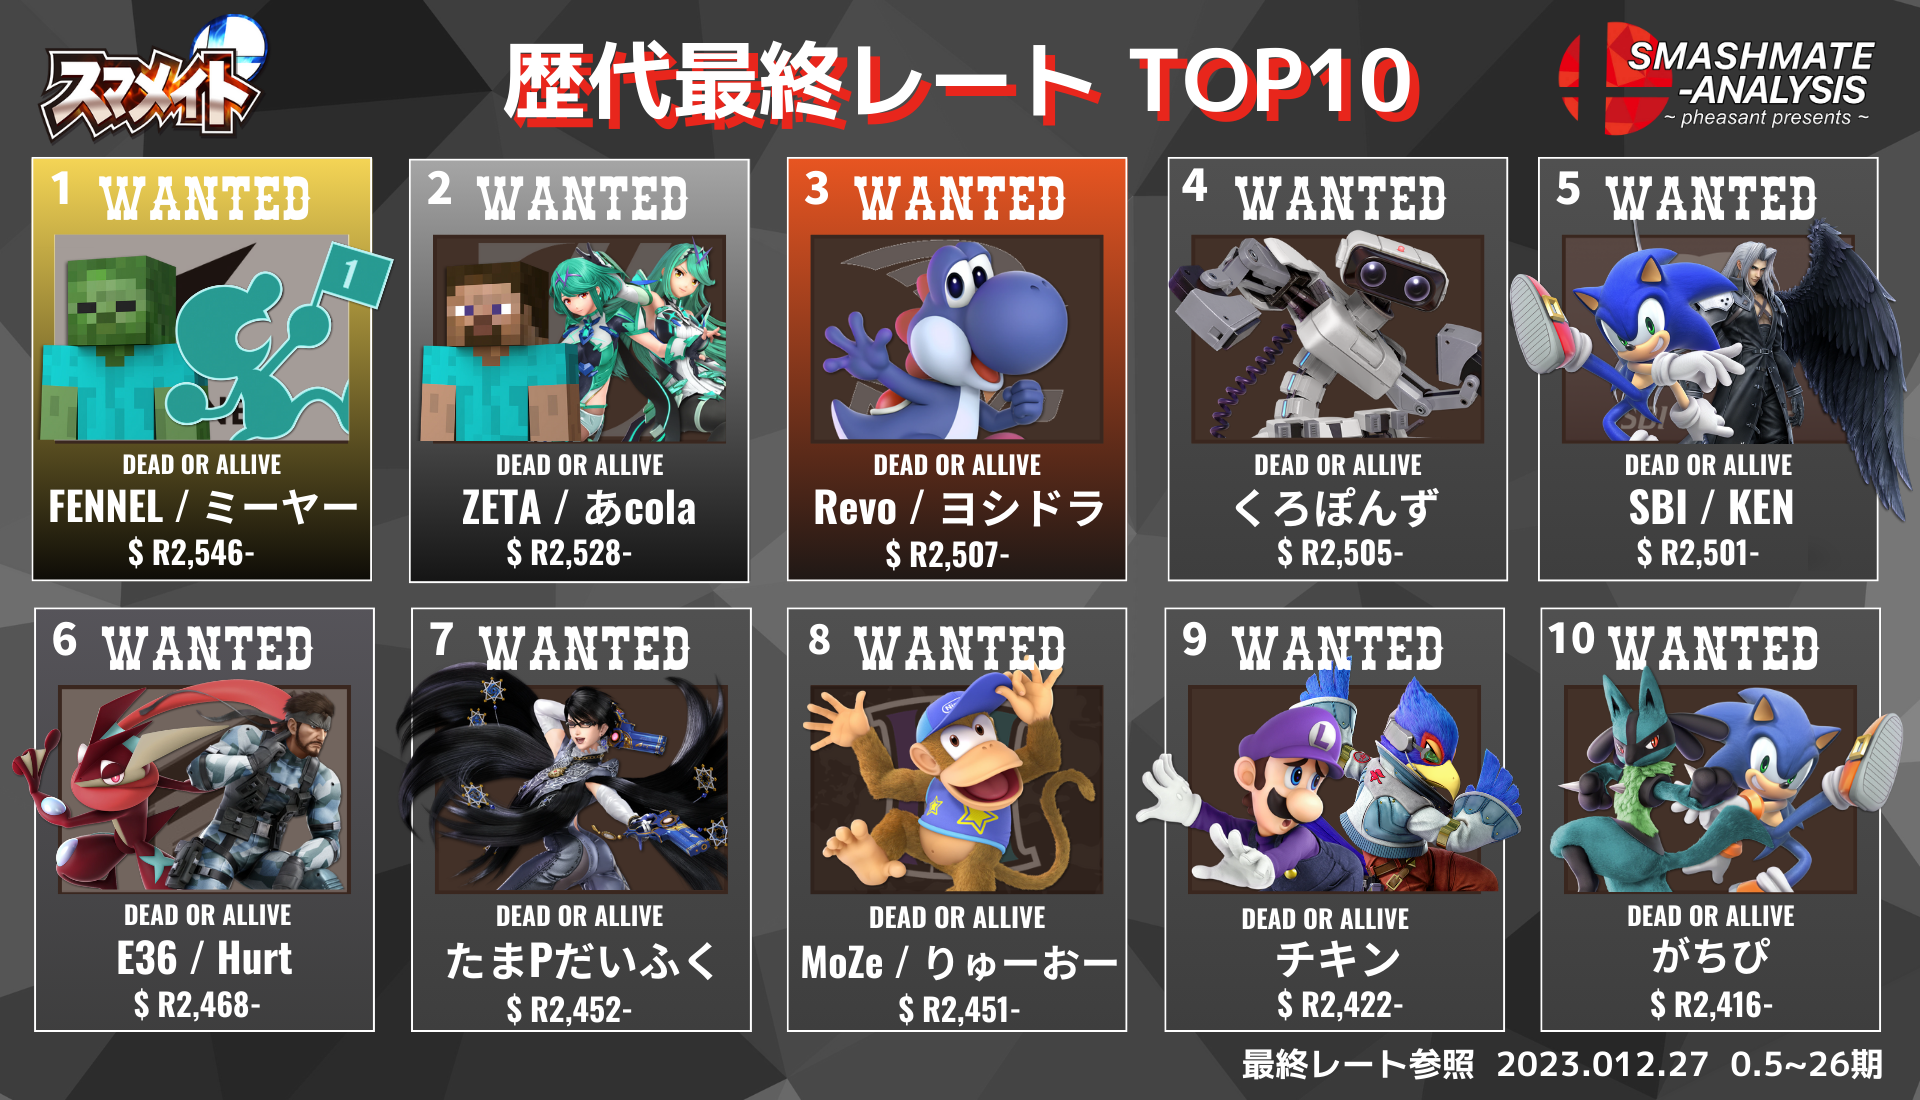 スマメイト
歴代最終レート TOP10
SMASHMATE
-ANALYSIS
~ pheasant presents ~
1 WANTED
1
DEAD OR ALLIVE
FENNEL / ミーヤー
$ R2,546-
2 WANTED
DEAD OR ALLIVE
ZETA / あcola
$ R2,528-
3 WANTED
DEAD OR ALLIVE
Revo / ヨシドラ
$ R2,507-
4 WANTED
DEAD OR ALLIVE
くろぽんず
$ R2,505-
5 WANTED
SBI
DEAD OR ALLIVE
SBI / KEN
$ R2,501-
6 WANTED
DEAD OR ALLIVE
E36 / Hurt
$ R2,468-
7 WANTED
DEAD OR ALLIVE
たまPだいふく
$ R2,452-
8 WANTED
DEAD OR ALLIVE
MoZe / りゅーおー
$ R2,451-
9 WANTED
L
DEAD OR ALLIVE
チキン
$ R2,422-
10 WANTED
DEAD OR ALLIVE
がちぴ
$ R2,416-
最終レート参照 2023.012.27 0.5~26期